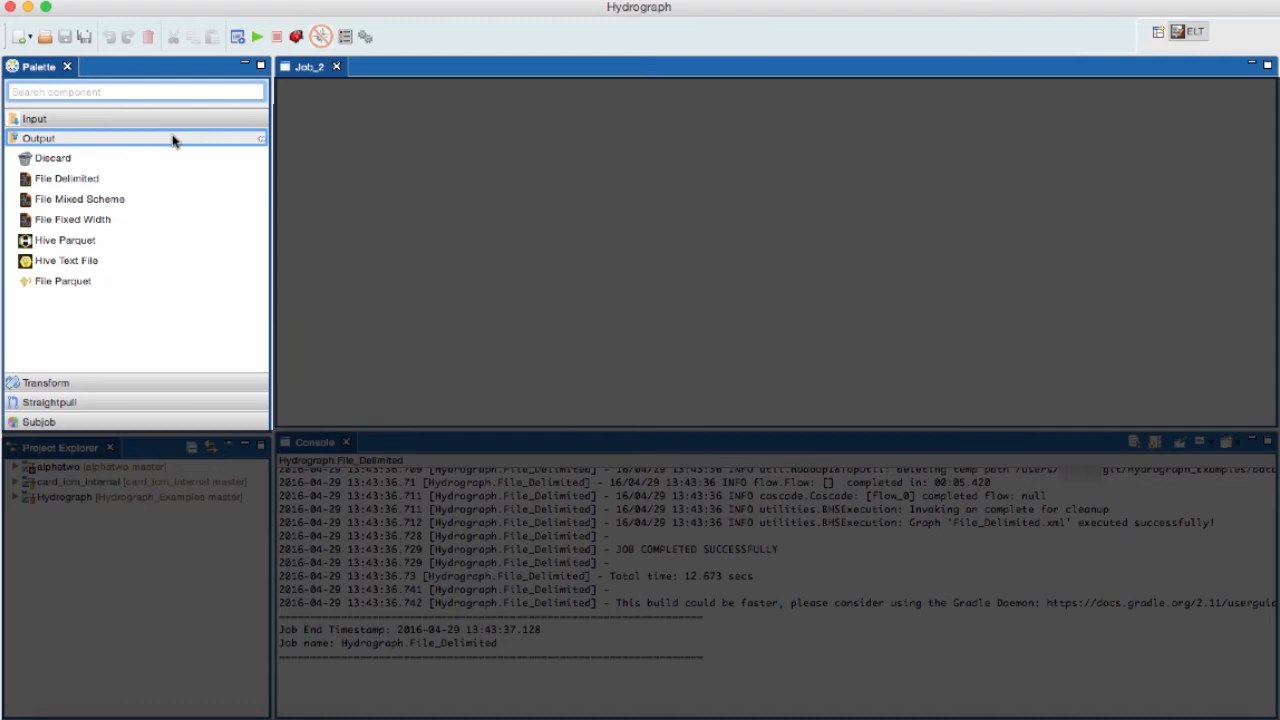 Hydrograph
ELT
Palette
Job_2
Search component
Input
Output
Discard
File Delimited
File Mixed Scheme
File Fixed Width
Hive Parquet
Hive Text File
File Parquet
Transform
Straightpull
Subjob
Project Explorer
alphatwo [alphatwo master]
card_icm_Internal [card_icm_Internal master]
Hydrograph [Hydrograph_Examples master]
Console
Hydrograph.File_Delimited
2016-04-29 13:43:36.71 [Hydrograph.File_Delimited] - 16/04/29 13:43:36 INFO flow.Flow: [] completed in: 00:05.420
2016-04-29 13:43:36.711 [Hydrograph.File_Delimited] - 16/04/29 13:43:36 INFO cascade.Cascade: [flow_0] completed flow: null
2016-04-29 13:43:36.711 [Hydrograph.File_Delimited] - 16/04/29 13:43:36 INFO utilities.BHSExecution: Invoking on complete for cleanup
2016-04-29 13:43:36.712 [Hydrograph.File_Delimited] - 16/04/29 13:43:36 INFO utilities.BHSExecution: Graph 'File_Delimited.xml' executed successfully!
2016-04-29 13:43:36.728 [Hydrograph.File_Delimited] -
2016-04-29 13:43:36.729 [Hydrograph.File_Delimited] - JOB COMPLETED SUCCESSFULLY
2016-04-29 13:43:36.729 [Hydrograph.File_Delimited] -
2016-04-29 13:43:36.73 [Hydrograph.File_Delimited] - Total time: 12.673 secs
2016-04-29 13:43:36.741 [Hydrograph.File_Delimited] -
2016-04-29 13:43:36.742 [Hydrograph.File_Delimited] - This build could be faster, please consider using the Gradle Daemon: https://docs.gradle.org/2.11/userguid
Job End Timestamp: 2016-04-29 13:43:37.128
Job name: Hydrograph.File_Delimited